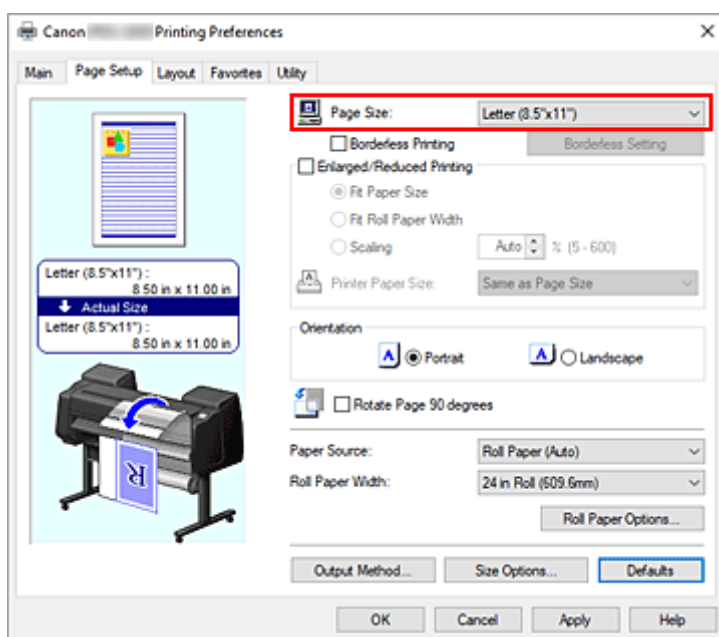 Canon Printing Preferences
Main Page Setup Layout Favorites Utility
Page Size: Letter (8.5"x11")
Borderless Printing Borderless Setting
Enlarged/Reduced Printing
Fit Paper Size
Fit Roll Paper Width
Scaling Auto % (5 - 600)
Printer Paper Size: Same as Page Size
Letter (8.5"x11") :
8.50 in x 11.00 in
Actual Size
Letter (8.5"x11") :
8.50 in x 11.00 in
Orientation
A Portrait A Landscape
Rotate Page 90 degrees
Paper Source: Roll Paper (Auto)
Roll Paper Width: 24 in Roll (609.6mm)
R
Roll Paper Options...
Output Method... Size Options... Defaults
OK Cancel Apply Help